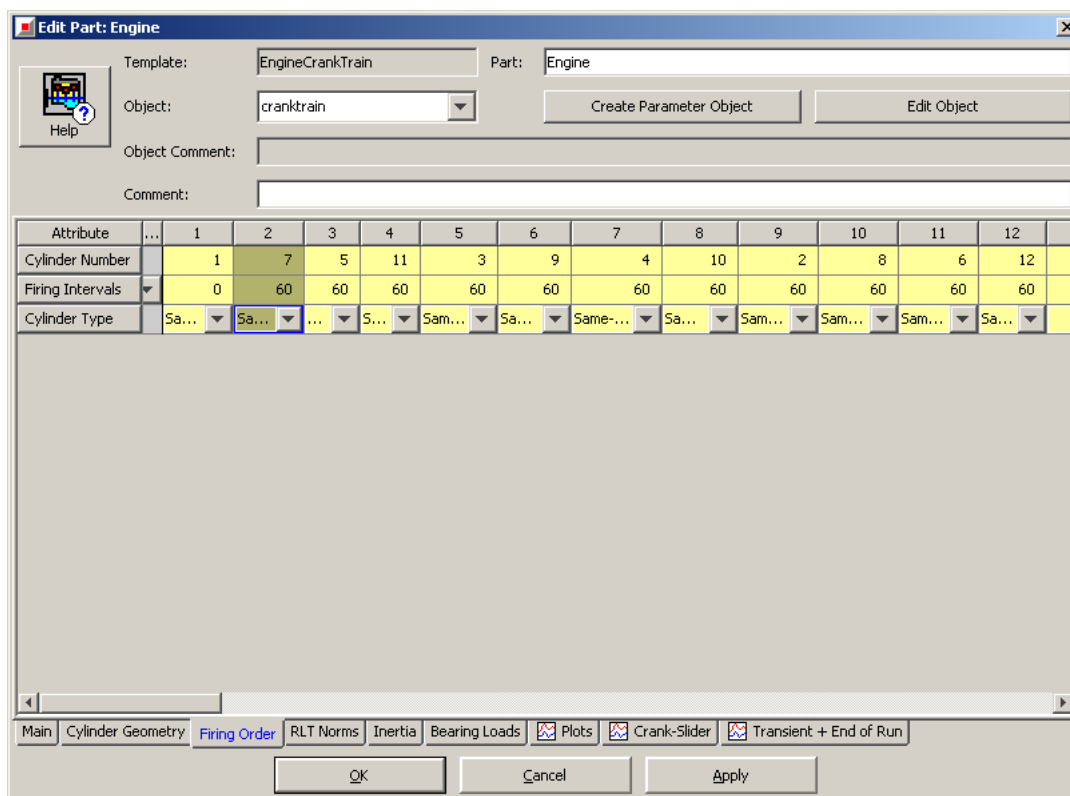 Edit Part: Engine
Template: EngineCrankTrain Part: Engine
Help
Object: cranktrain Create Parameter Object Edit Object
Object Comment:
Comment:
Attribute ... 1 2 3 4 5 6 7 8 9 10 11 12
Cylinder Number 1 7 5 11 3 9 4 10 2 8 6 12
Firing Intervals 0 60 60 60 60 60 60 60 60 60 60 60
Cylinder Type Sa... Sa... ... S... Sam... Sa... Same-... Sa... Sam... Sam... Sam... Sa...
Main Cylinder Geometry Firing Order RLT Norms Inertia Bearing Loads Plots Crank-Slider Transient + End of Run
OK Cancel Apply